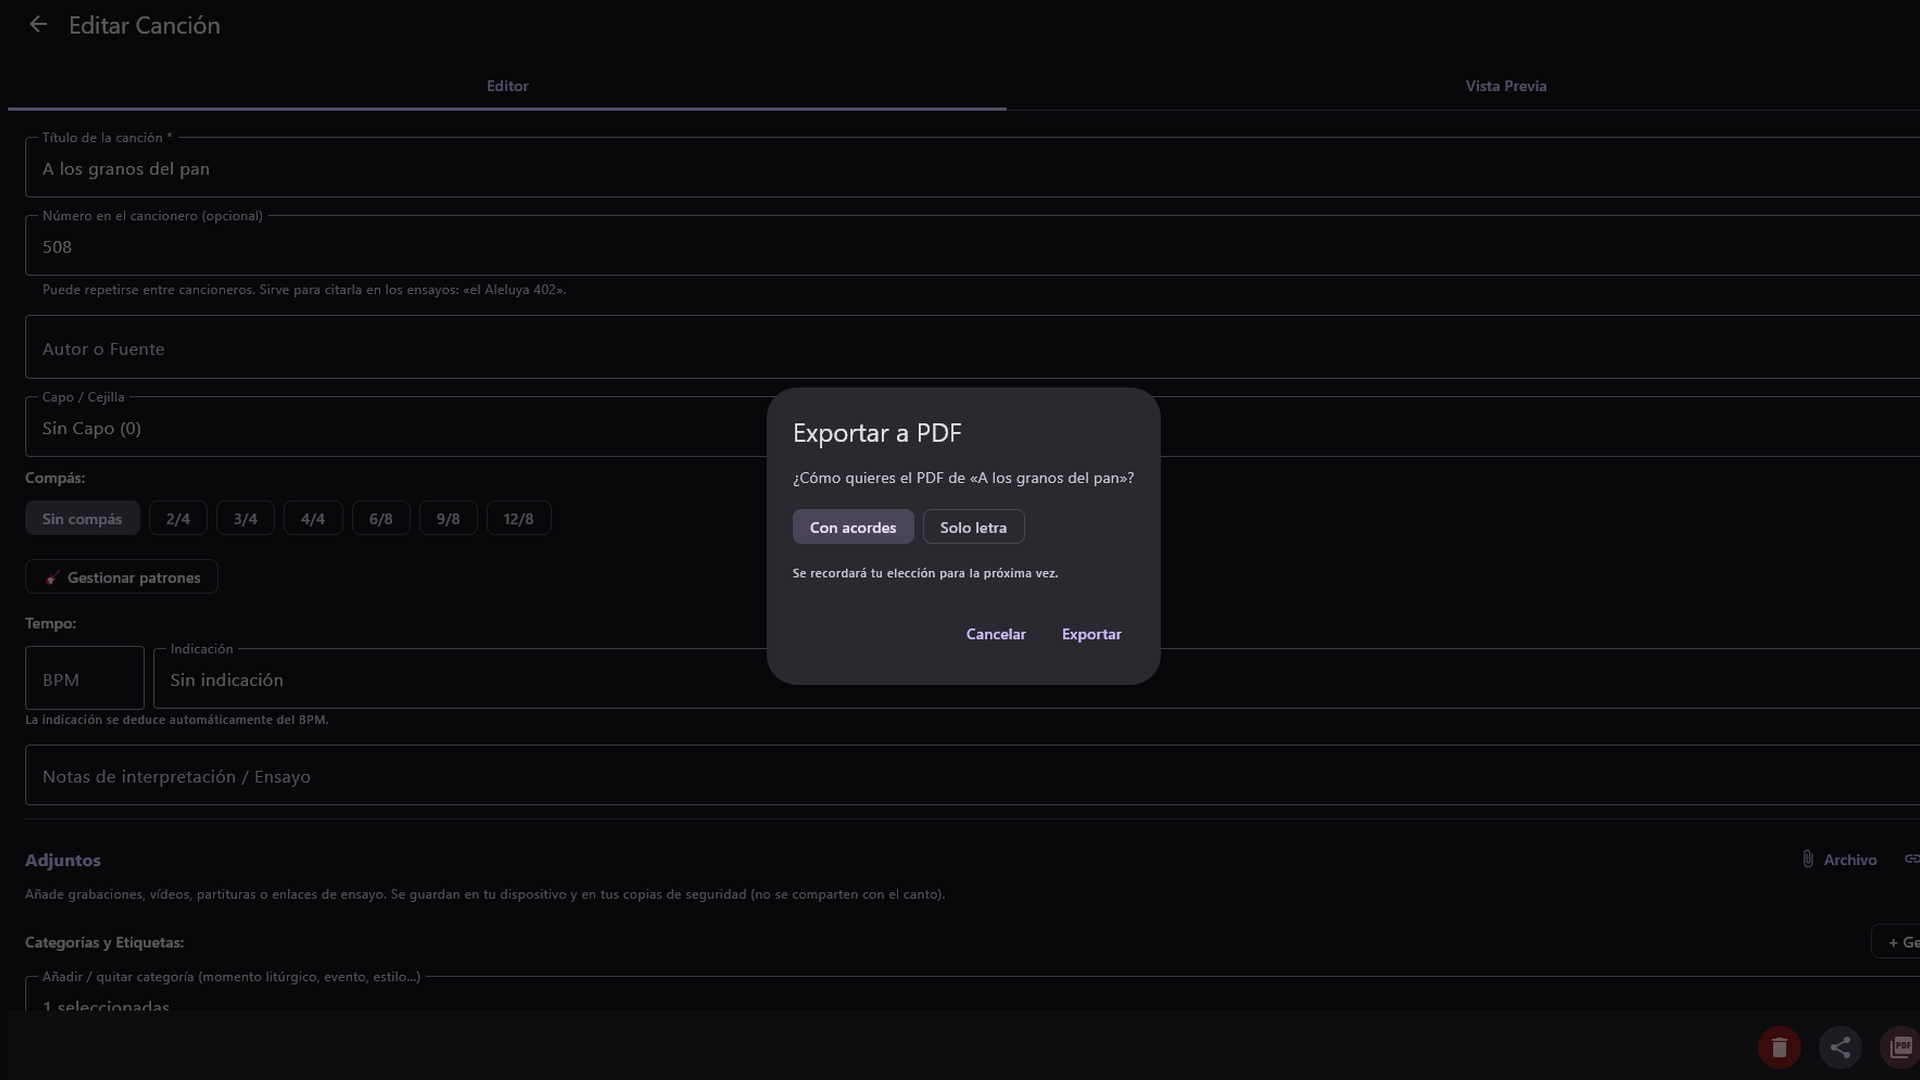 Editar Canción
Editor
Vista Previa
Título de la canción *
A los granos del pan
Número en el cancionero (opcional)
508
Puede repetirse entre cancioneros. Sirve para citarla en los ensayos: «el Aleluya 402».
Autor o Fuente
Capo / Cejilla
Sin Capo (0)
Compás:
Sin compás
2/4
3/4
4/4
6/8
9/8
12/8
Gestionar patrones
Tempo:
BPM
Indicación
Sin indicación
La indicación se deduce automáticamente del BPM.
Notas de interpretación / Ensayo
Exportar a PDF
¿Cómo quieres el PDF de «A los granos del pan»?
Con acordes
Solo letra
Se recordará tu elección para la próxima vez.
Cancelar
Exportar
Adjuntos
Archivo
Añade grabaciones, vídeos, partituras o enlaces de ensayo. Se guardan en tu dispositivo y en tus copias de seguridad (no se comparten con el canto).
Categorías y Etiquetas:
+ Ge
Añadir / quitar categoría (momento litúrgico, evento, estilo...)
1 seleccionadas
PDF